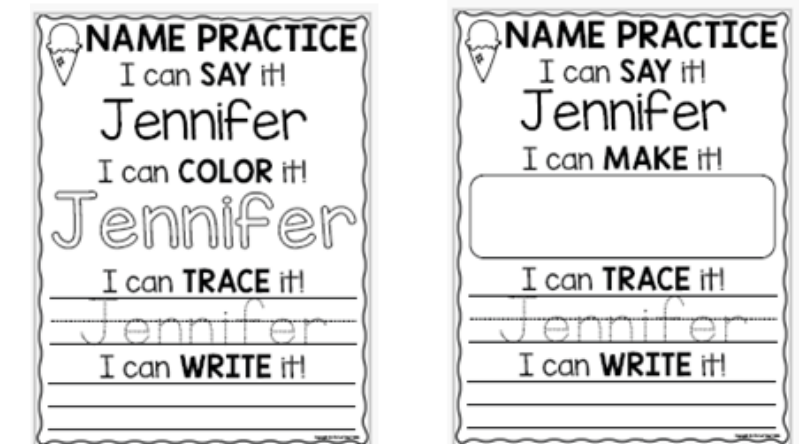 NAME PRACTICE
I can SAY it!
Jennifer
I can COLOR it!
Jennifer
I can TRACE it!
Jennifer
I can WRITE it!
NAME PRACTICE
I can SAY it!
Jennifer
I can MAKE it!
I can TRACE it!
Jennifer
I can WRITE it!